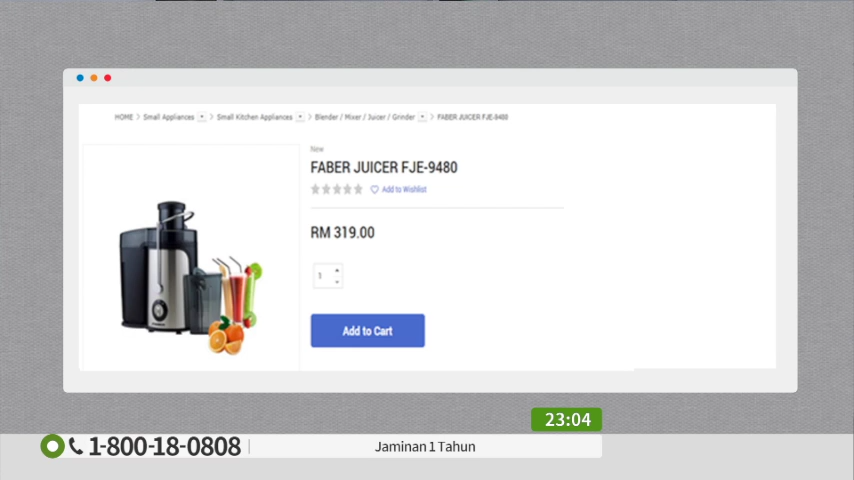 HOME > Small Appliances > Small Kitchen Appliances > Blender / Mixer / Juicer / Grinder > FABER JUICER FJE-9480
New
FABER JUICER FJE-9480
Add to Wishlist
RM 319.00
1
Add to Cart
23:04
1-800-18-0808
Jaminan 1 Tahun